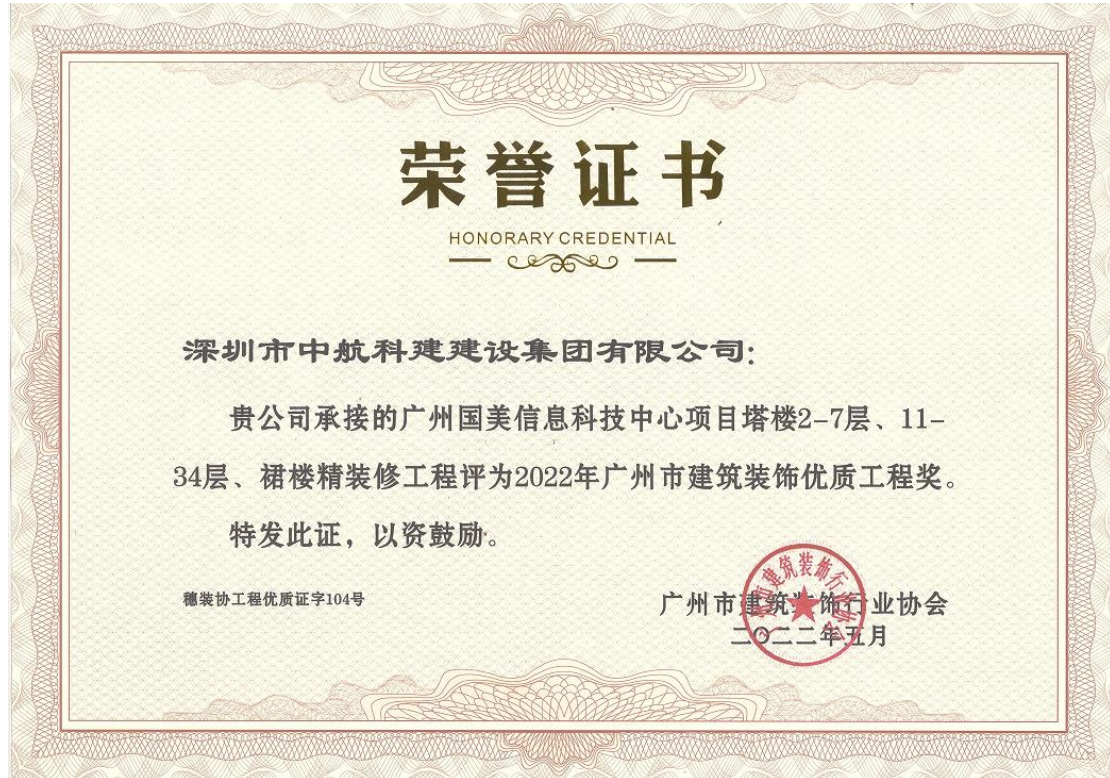 荣誉证书
HONORARY CREDENTIAL
深圳市中航科建建设集团有限公司:
贵公司承接的广州国美信息科技中心项目塔楼2-7层、11-
34层、裙楼精装修工程评为2022年广州市建筑装饰优质工程奖。
特发此证，以资鼓励。
穗装协工程优质证字104号
广州市建筑装饰行业协会
二〇二二年五月